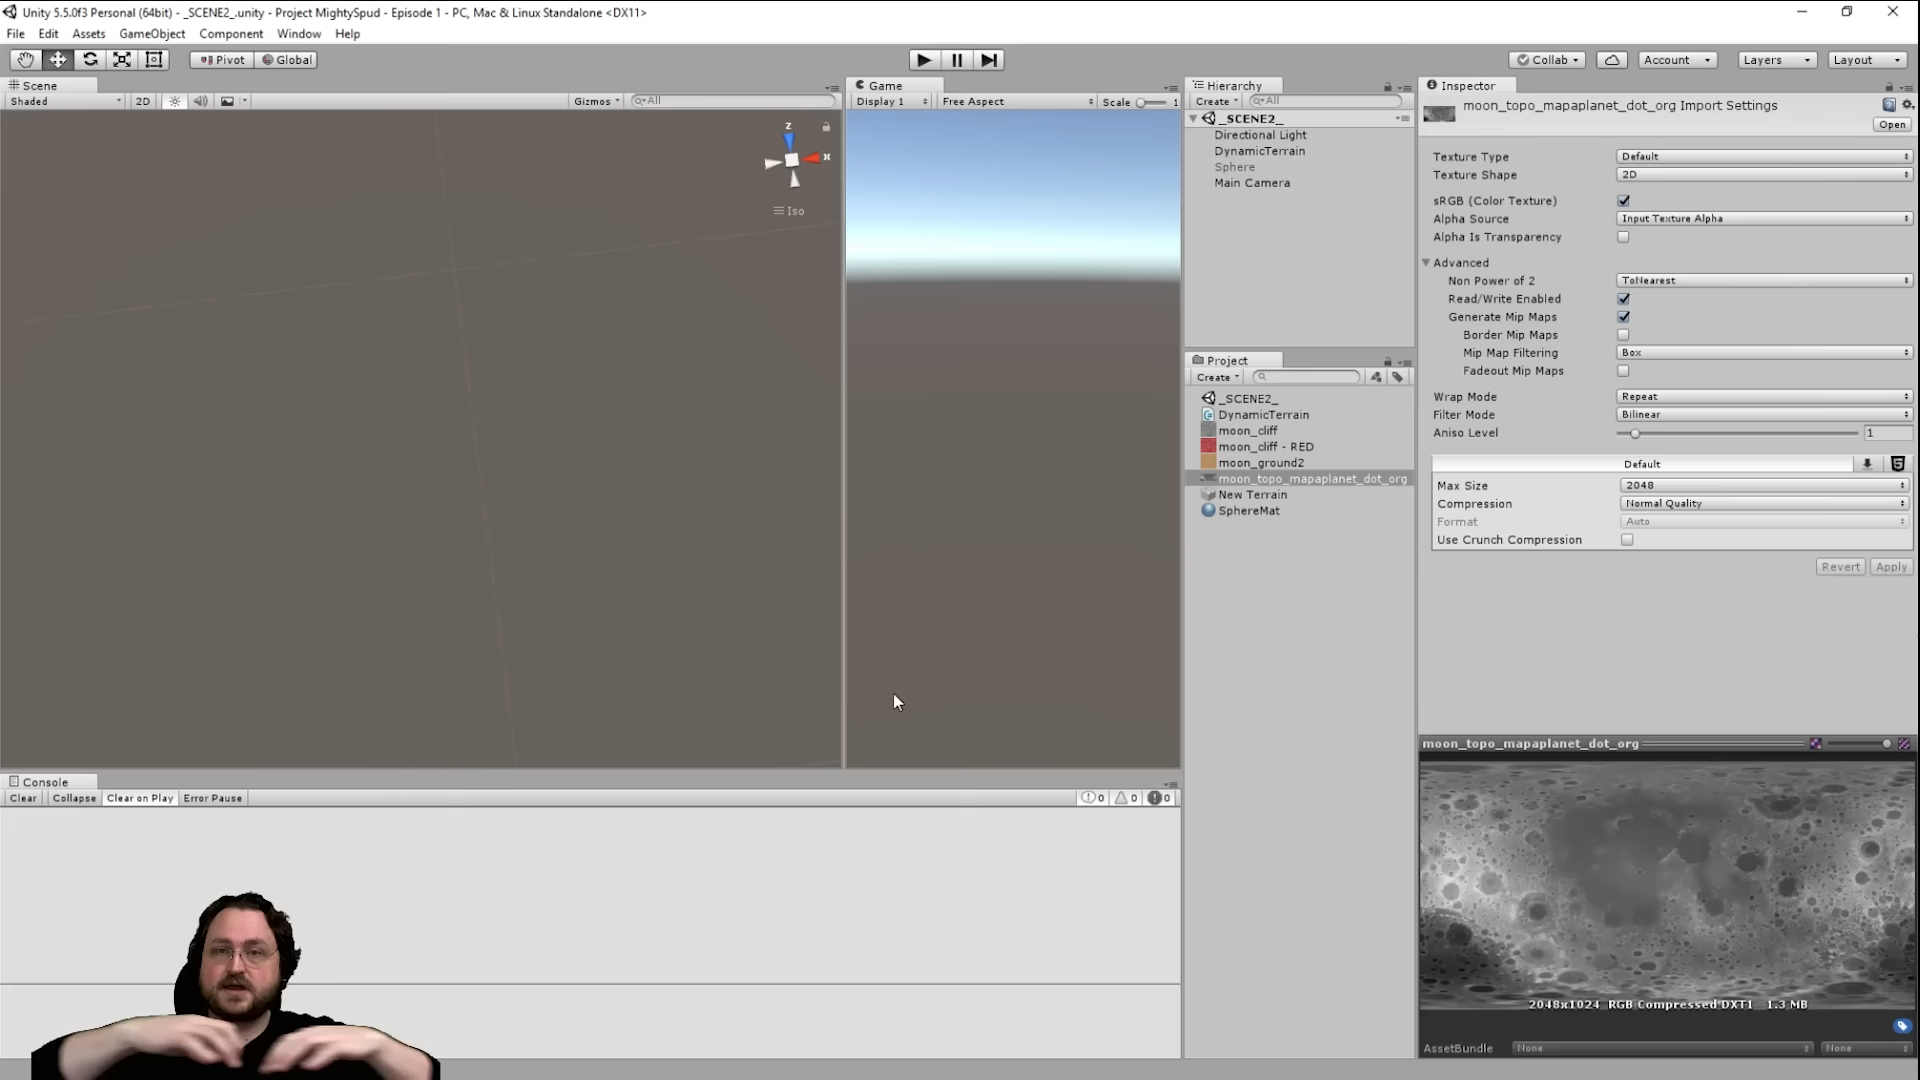 Unity 5.5.0f3 Personal (64bit) - _SCENE2_.unity - Project MightySpud - Episode 1 - PC, Mac & Linux Standalone <DX11>
File Edit Assets GameObject Component Window Help
Pivot Global Collab Account Layers Layout
Scene
Shaded 2D Gizmos All
z
x
Iso
Game
Display 1 Free Aspect Scale 1
Hierarchy
Create All
_SCENE2_
Directional Light
DynamicTerrain
Sphere
Main Camera
Project
Create
_SCENE2_
DynamicTerrain
moon_cliff
moon_cliff - RED
moon_ground2
moon_topo_mapaplanet_dot_org
New Terrain
SphereMat
Inspector
moon_topo_mapaplanet_dot_org Import Settings
Open
Texture Type Default
Texture Shape 2D
sRGB (Color Texture)
Alpha Source Input Texture Alpha
Alpha Is Transparency
Advanced
Non Power of 2 ToNearest
Read/Write Enabled
Generate Mip Maps
Border Mip Maps
Mip Map Filtering Box
Fadeout Mip Maps
Wrap Mode Repeat
Filter Mode Bilinear
Aniso Level 1
Default
Max Size 2048
Compression Normal Quality
Format Auto
Use Crunch Compression
Revert Apply
moon_topo_mapaplanet_dot_org
2048x1024 RGB Compressed DXT1 1.3 MB
AssetBundle None None
Console
Clear Collapse Clear on Play Error Pause 0 0 0